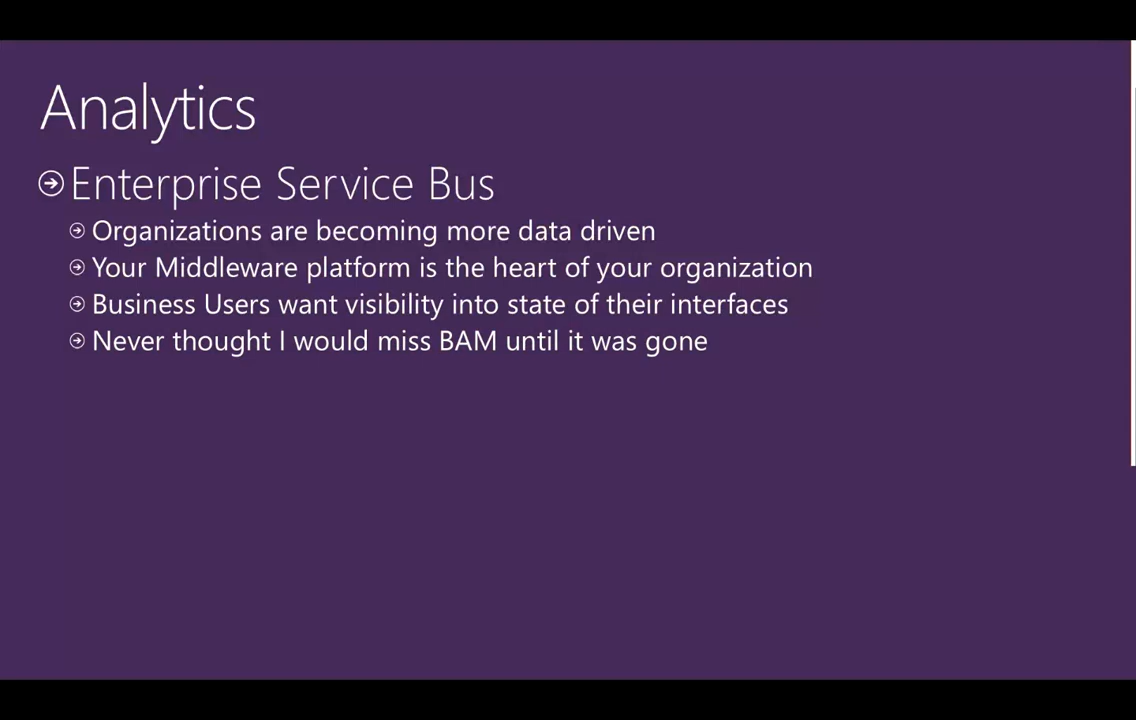 Analytics
Enterprise Service Bus
Organizations are becoming more data driven
Your Middleware platform is the heart of your organization
Business Users want visibility into state of their interfaces
Never thought I would miss BAM until it was gone